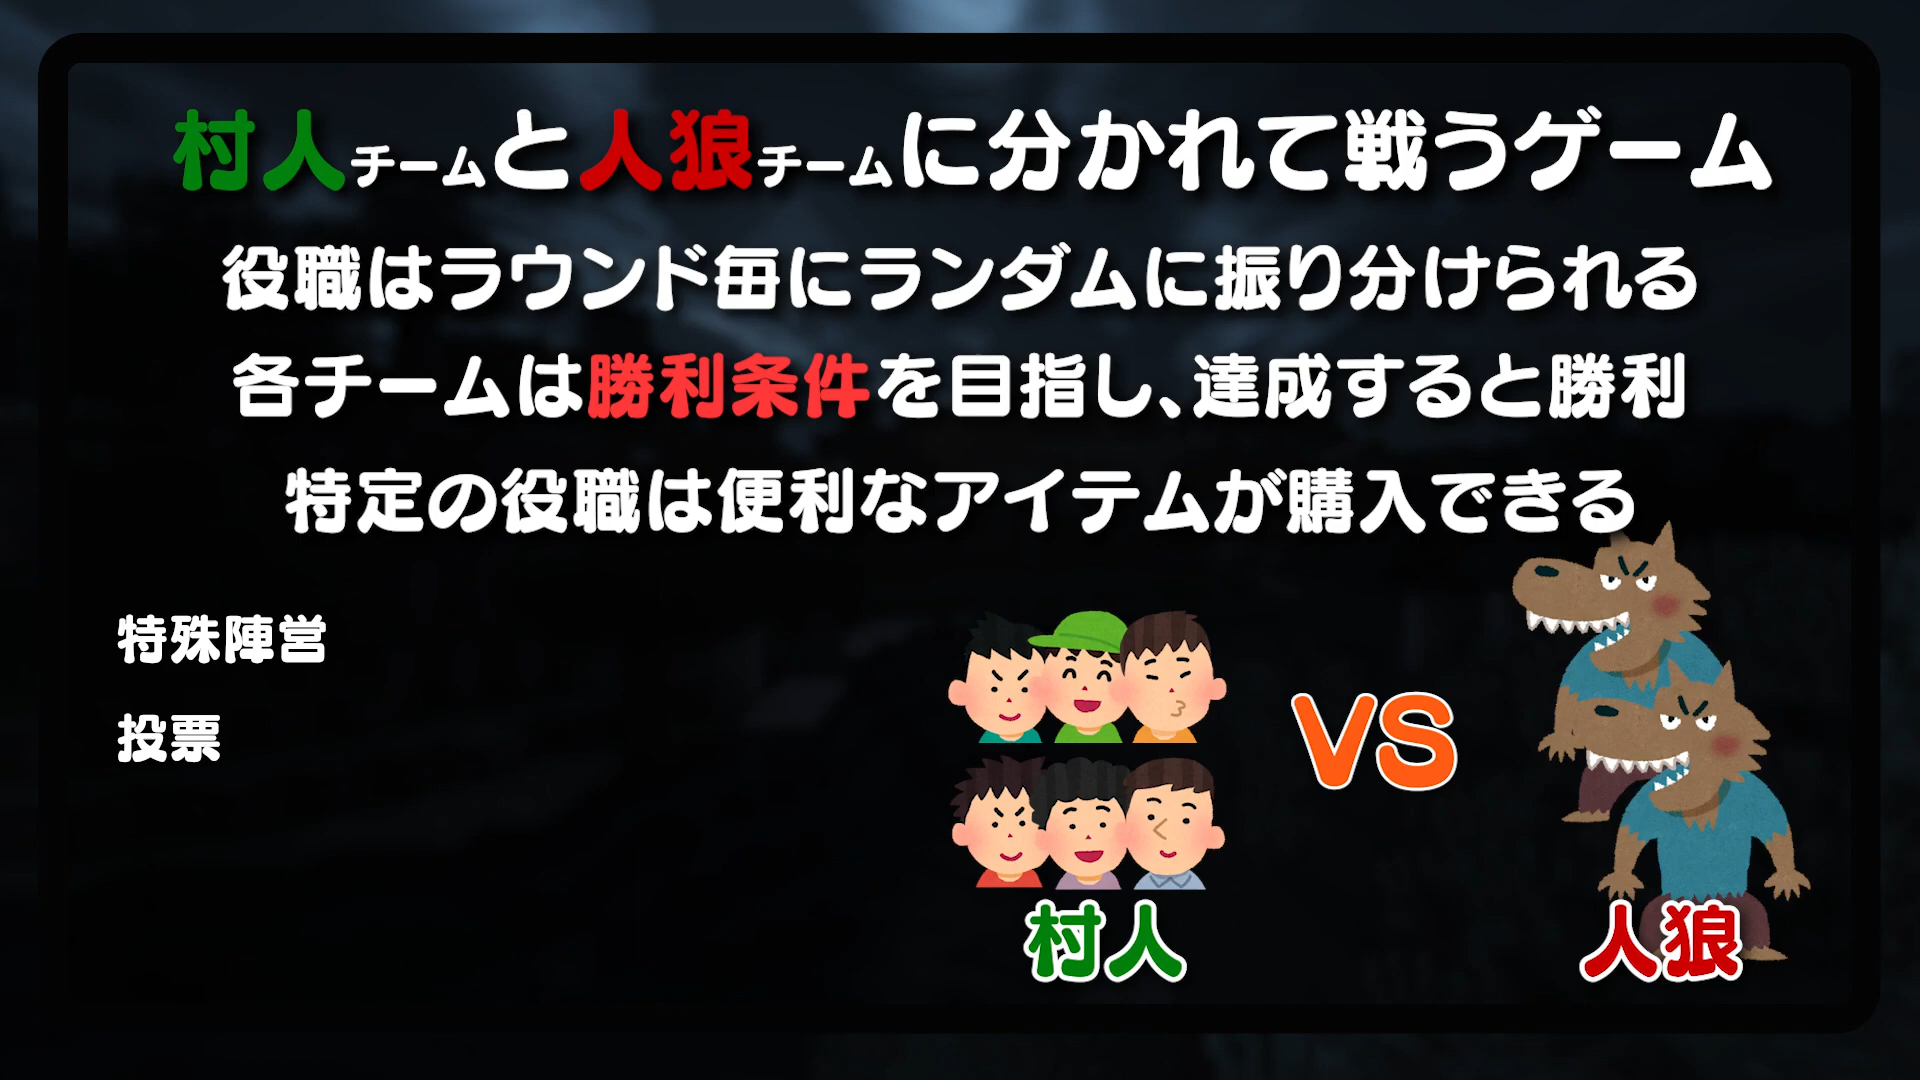 村人チームと人狼チームに分かれて戦うゲーム
役職はラウンド毎にランダムに振り分けられる
各チームは勝利条件を目指し、達成すると勝利
特定の役職は便利なアイテムが購入できる
特殊陣営
投票
VS
村人
人狼